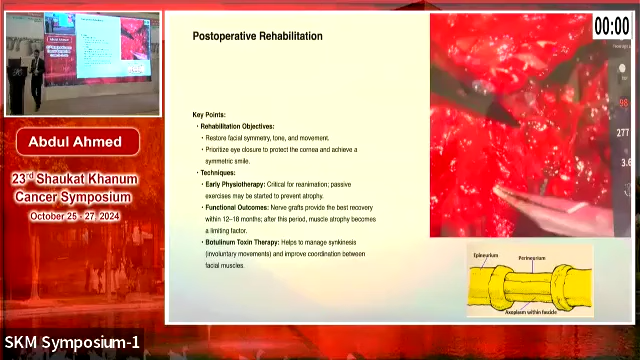 Postoperative Rehabilitation
Key Points:
• Rehabilitation Objectives:
• Restore facial symmetry, tone, and movement.
• Prioritize eye closure to protect the cornea and achieve a
symmetric smile.
• Techniques:
• Early Physiotherapy: Critical for reanimation; passive
exercises may be started to prevent atrophy.
• Functional Outcomes: Nerve grafts provide the best recovery
within 12–18 months; after this period, muscle atrophy becomes
a limiting factor.
• Botulinum Toxin Therapy: Helps to manage synkinesis
(involuntary movements) and improve coordination between
facial muscles.
00:00
98
277
3.6
Epineurium
Perineurium
Axoplasm within fascicle
Abdul Ahmed
23rd Shaukat Khanum
Cancer Symposium
October 25 - 27, 2024
SKM Symposium-1